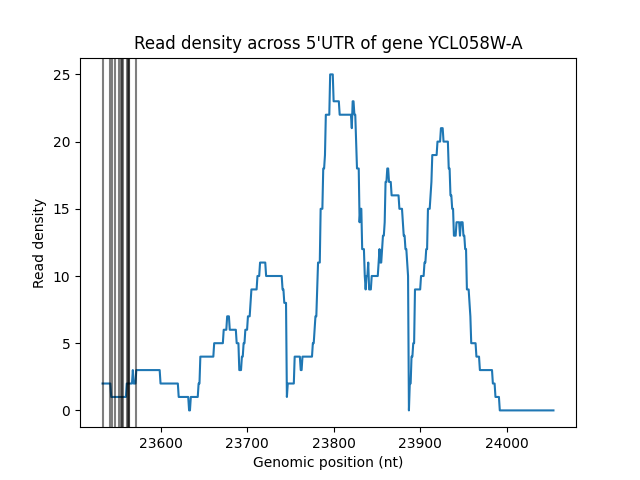 Read density across 5'UTR of gene YCL058W-A
25
20
15
10
5
0
Read density
23600 23700 23800 23900 24000
Genomic position (nt)